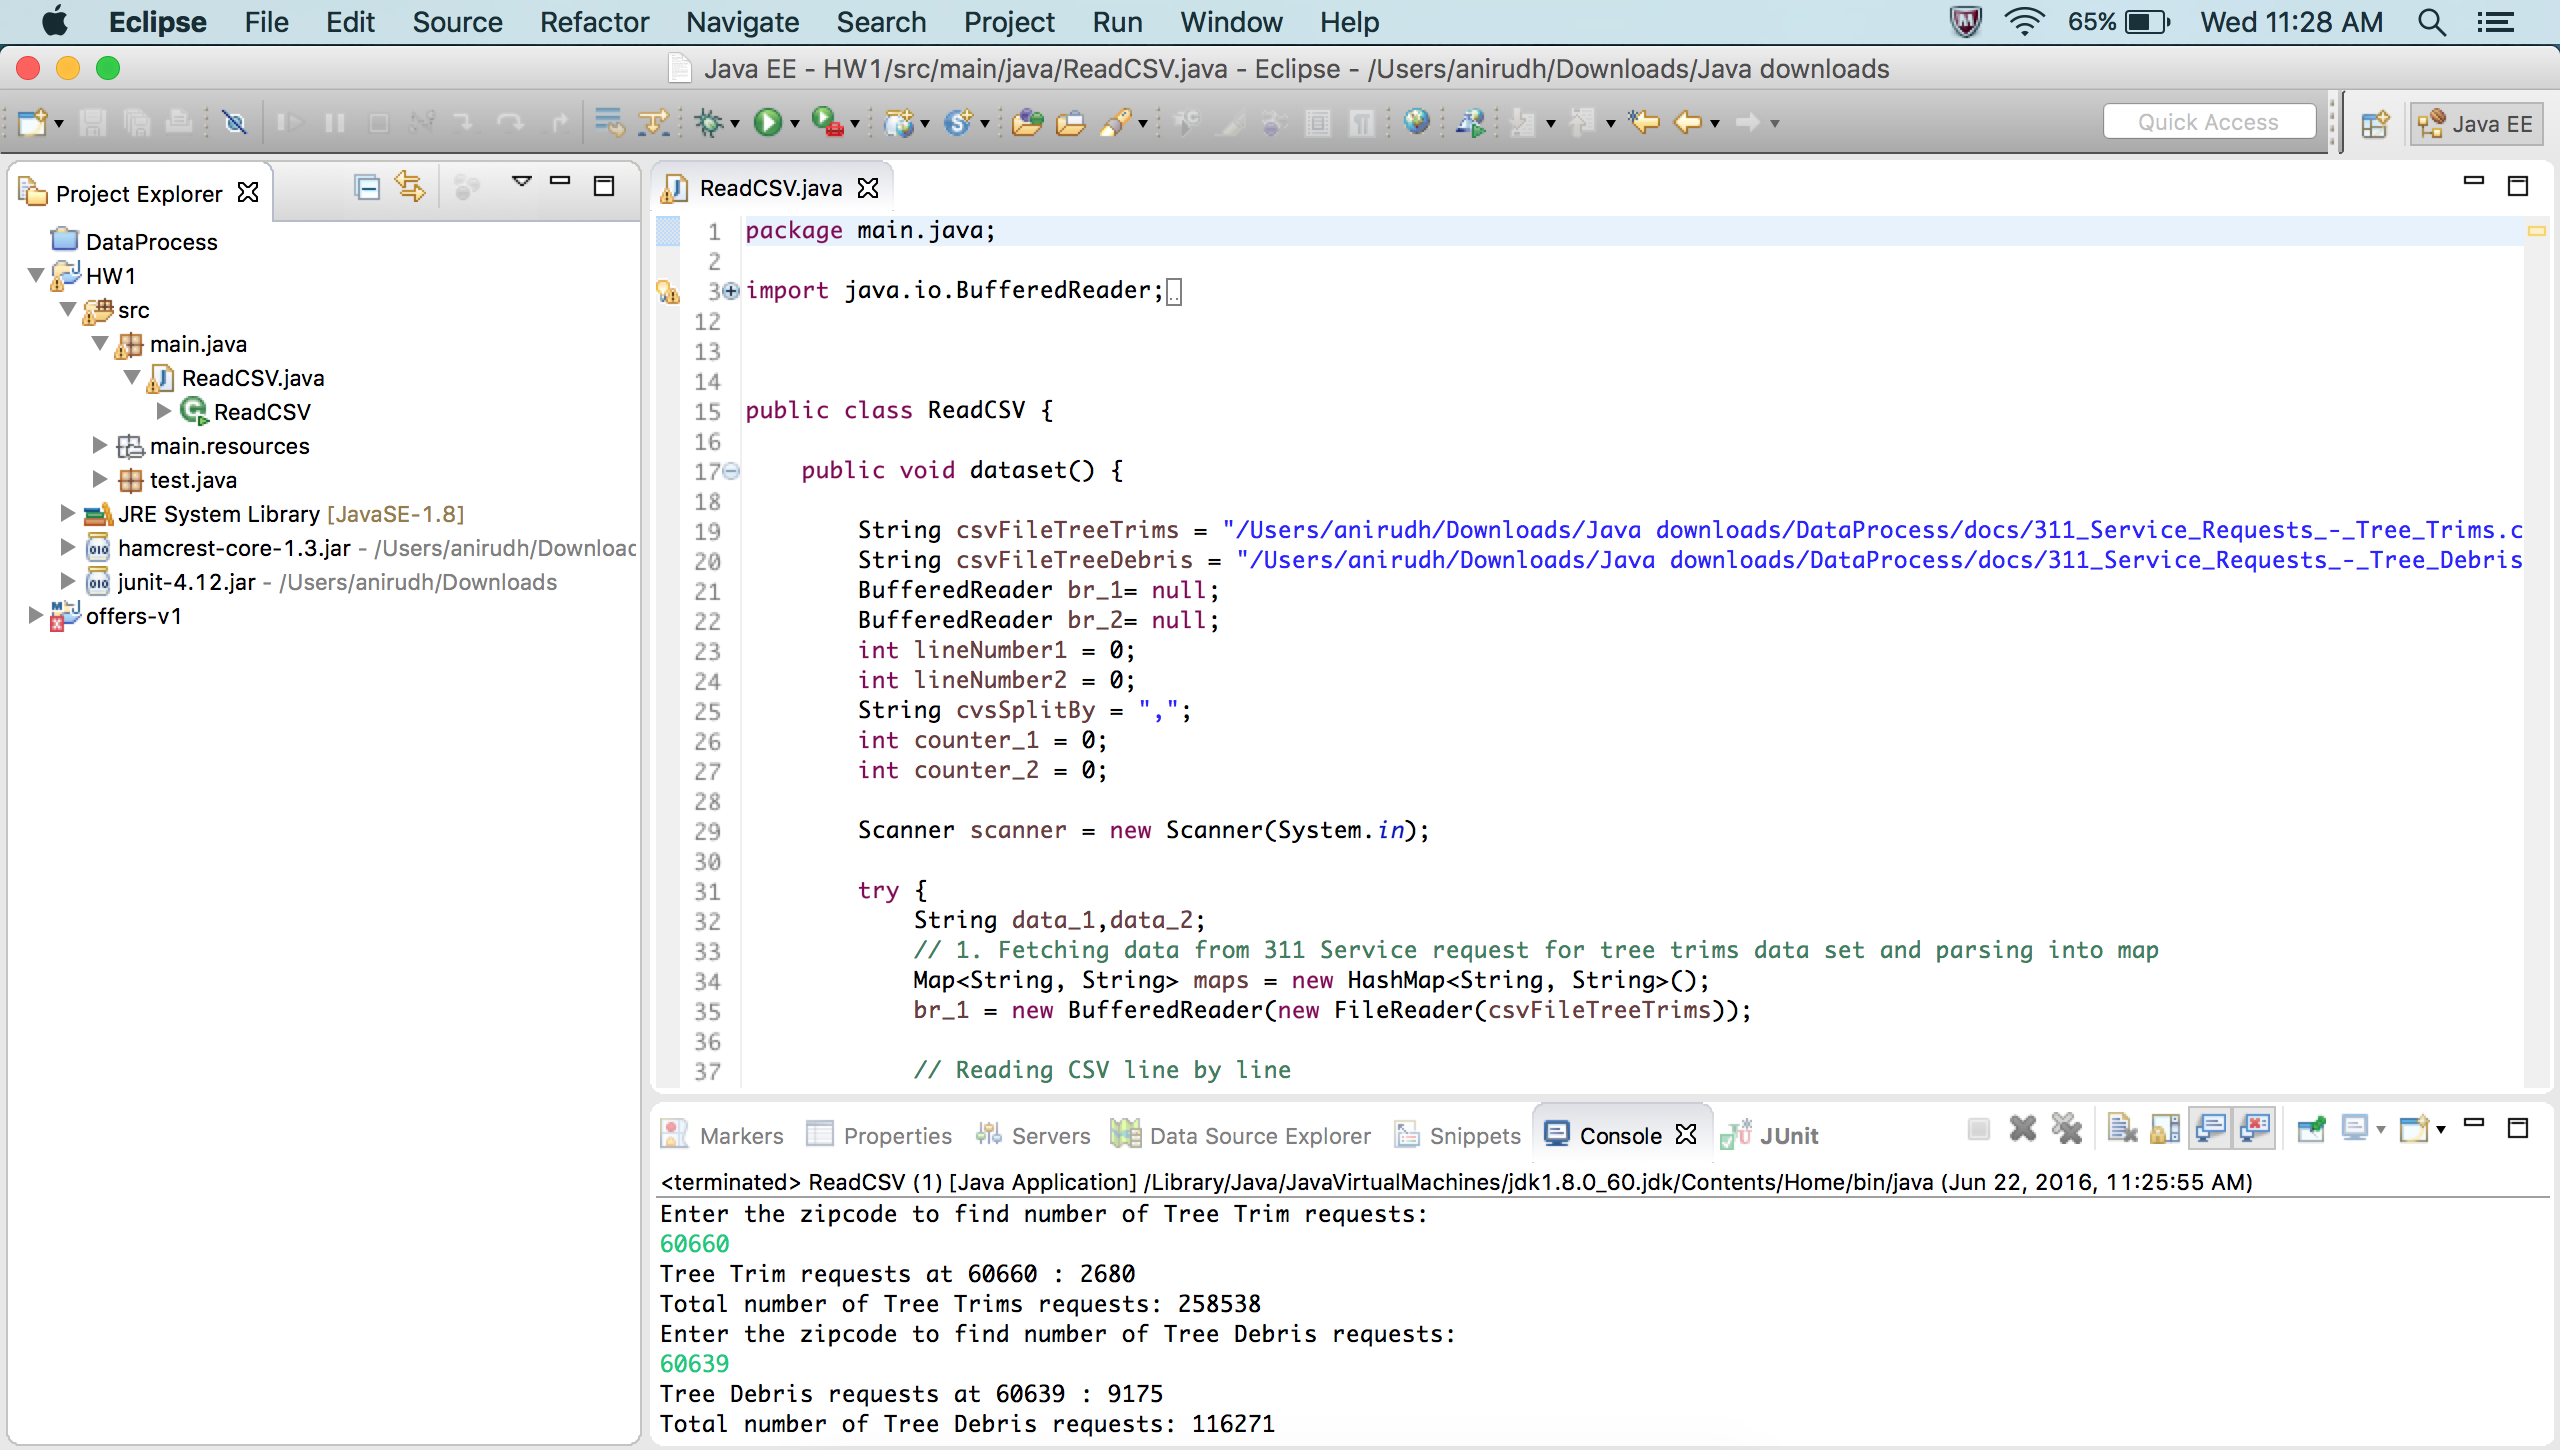 Eclipse File Edit Source Refactor Navigate Search Project Run Window Help 65% Wed 11:28 AM
Java EE - HW1/src/main/java/ReadCSV.java - Eclipse - /Users/anirudh/Downloads/Java downloads
Quick Access Java EE
Project Explorer
DataProcess
HW1
src
main.java
ReadCSV.java
ReadCSV
main.resources
test.java
JRE System Library [JavaSE-1.8]
hamcrest-core-1.3.jar - /Users/anirudh/Downloac
junit-4.12.jar - /Users/anirudh/Downloads
offers-v1
ReadCSV.java
1 package main.java;
2
3 import java.io.BufferedReader;
12
13
14
15 public class ReadCSV {
16
17 public void dataset() {
18
19 String csvFileTreeTrims = "/Users/anirudh/Downloads/Java downloads/DataProcess/docs/311_Service_Requests_-_Tree_Trims.c
20 String csvFileTreeDebris = "/Users/anirudh/Downloads/Java downloads/DataProcess/docs/311_Service_Requests_-_Tree_Debris
21 BufferedReader br_1= null;
22 BufferedReader br_2= null;
23 int lineNumber1 = 0;
24 int lineNumber2 = 0;
25 String cvsSplitBy = ",";
26 int counter_1 = 0;
27 int counter_2 = 0;
28
29 Scanner scanner = new Scanner(System.in);
30
31 try {
32 String data_1,data_2;
33 // 1. Fetching data from 311 Service request for tree trims data set and parsing into map
34 Map<String, String> maps = new HashMap<String, String>();
35 br_1 = new BufferedReader(new FileReader(csvFileTreeTrims));
36
37 // Reading CSV line by line
Markers Properties Servers Data Source Explorer Snippets Console JUnit
<terminated> ReadCSV (1) [Java Application] /Library/Java/JavaVirtualMachines/jdk1.8.0_60.jdk/Contents/Home/bin/java (Jun 22, 2016, 11:25:55 AM)
Enter the zipcode to find number of Tree Trim requests:
60660
Tree Trim requests at 60660 : 2680
Total number of Tree Trims requests: 258538
Enter the zipcode to find number of Tree Debris requests:
60639
Tree Debris requests at 60639 : 9175
Total number of Tree Debris requests: 116271